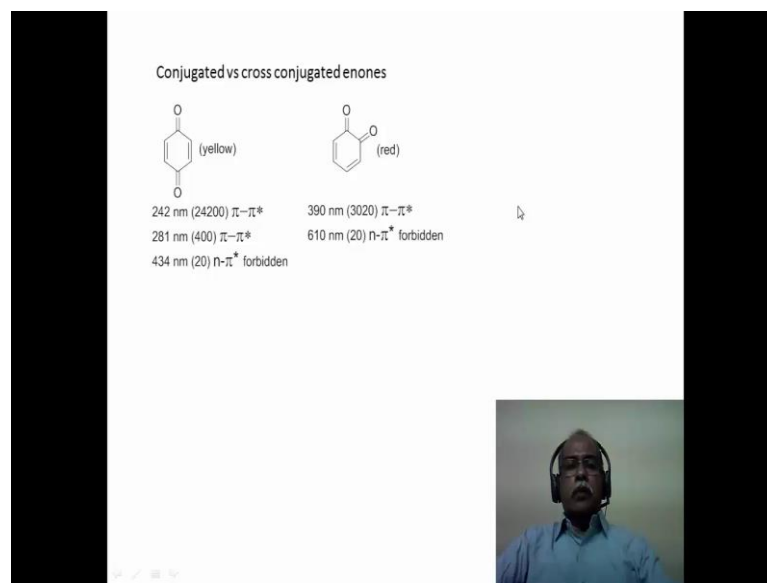 Conjugated vs cross conjugated enones
O
O
(yellow)
O
O
(red)
242 nm (24200) π–π*
281 nm (400) π–π*
434 nm (20) n-π* forbidden
390 nm (3020) π–π*
610 nm (20) n-π* forbidden